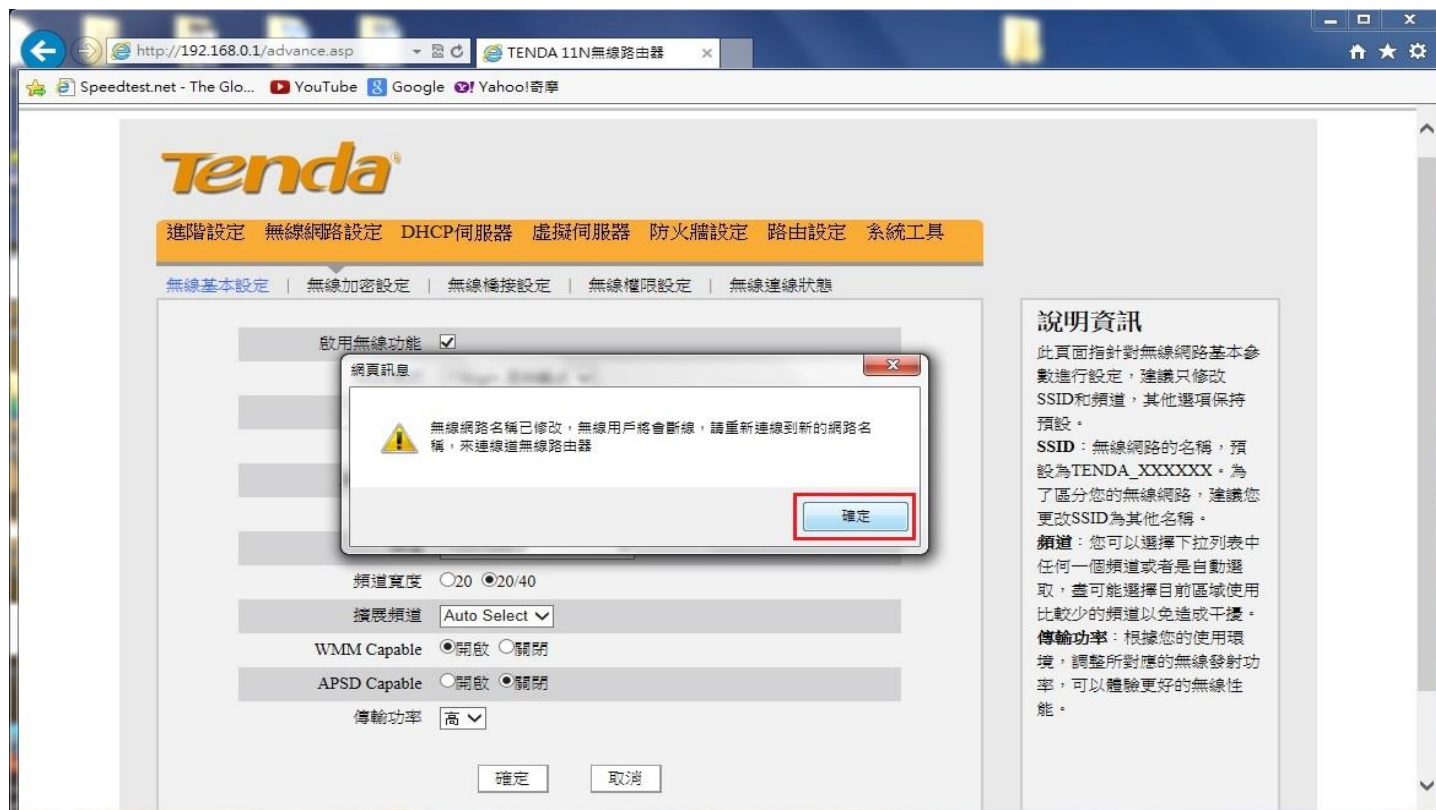 http://192.168.0.1/advance.asp
TENDA 11N無線路由器
Speedtest.net - The Glo... YouTube Google Yahoo!奇摩
Tenda
進階設定 無線網路設定 DHCP伺服器 虛擬伺服器 防火牆設定 路由設定 系統工具
無線基本設定 | 無線加密設定 | 無線橋接設定 | 無線權限設定 | 無線連線狀態
啟用無線功能
網頁訊息
無線網路名稱已修改,無線用戶將會斷線,請重新連線到新的網路名
稱,來連線道無線路由器
確定
頻道寬度 20 20/40
擴展頻道 Auto Select
WMM Capable 開啟 關閉
APSD Capable 開啟 關閉
傳輸功率 高
確定 取消
說明資訊
此頁面指針對無線網路基本參
數進行設定,建議只修改
SSID和頻道,其他選項保持
預設。
SSID:無線網路的名稱,預
設為TENDA_XXXXXX。為
了區分您的無線網路,建議您
更改SSID為其他名稱。
頻道:您可以選擇下拉列表中
任何一個頻道或者是自動選
取,盡可能選擇目前區域使用
比較少的頻道以免造成干擾。
傳輸功率:根據您的使用環
境,調整所對應的無線發射功
率,可以體驗更好的無線性
能。